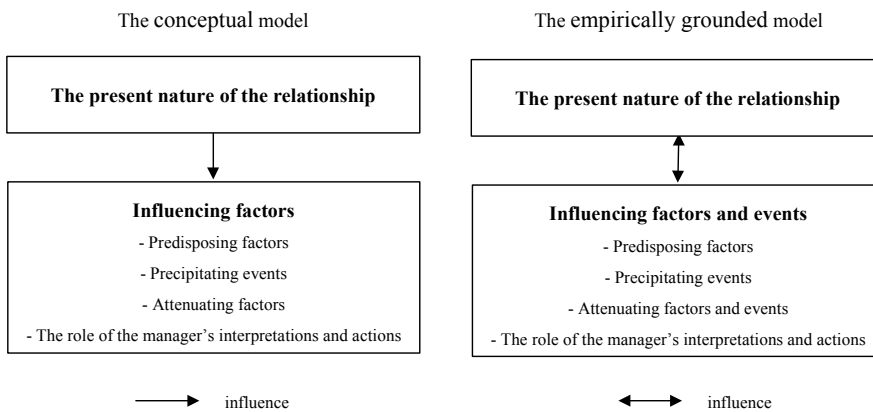 The conceptual model
The present nature of the relationship
Influencing factors
- Predisposing factors
- Precipitating events
- Attenuating factors
- The role of the manager’s interpretations and actions
influence
The empirically grounded model
The present nature of the relationship
Influencing factors and events
- Predisposing factors
- Precipitating events
- Attenuating factors and events
- The role of the manager’s interpretations and actions
influence